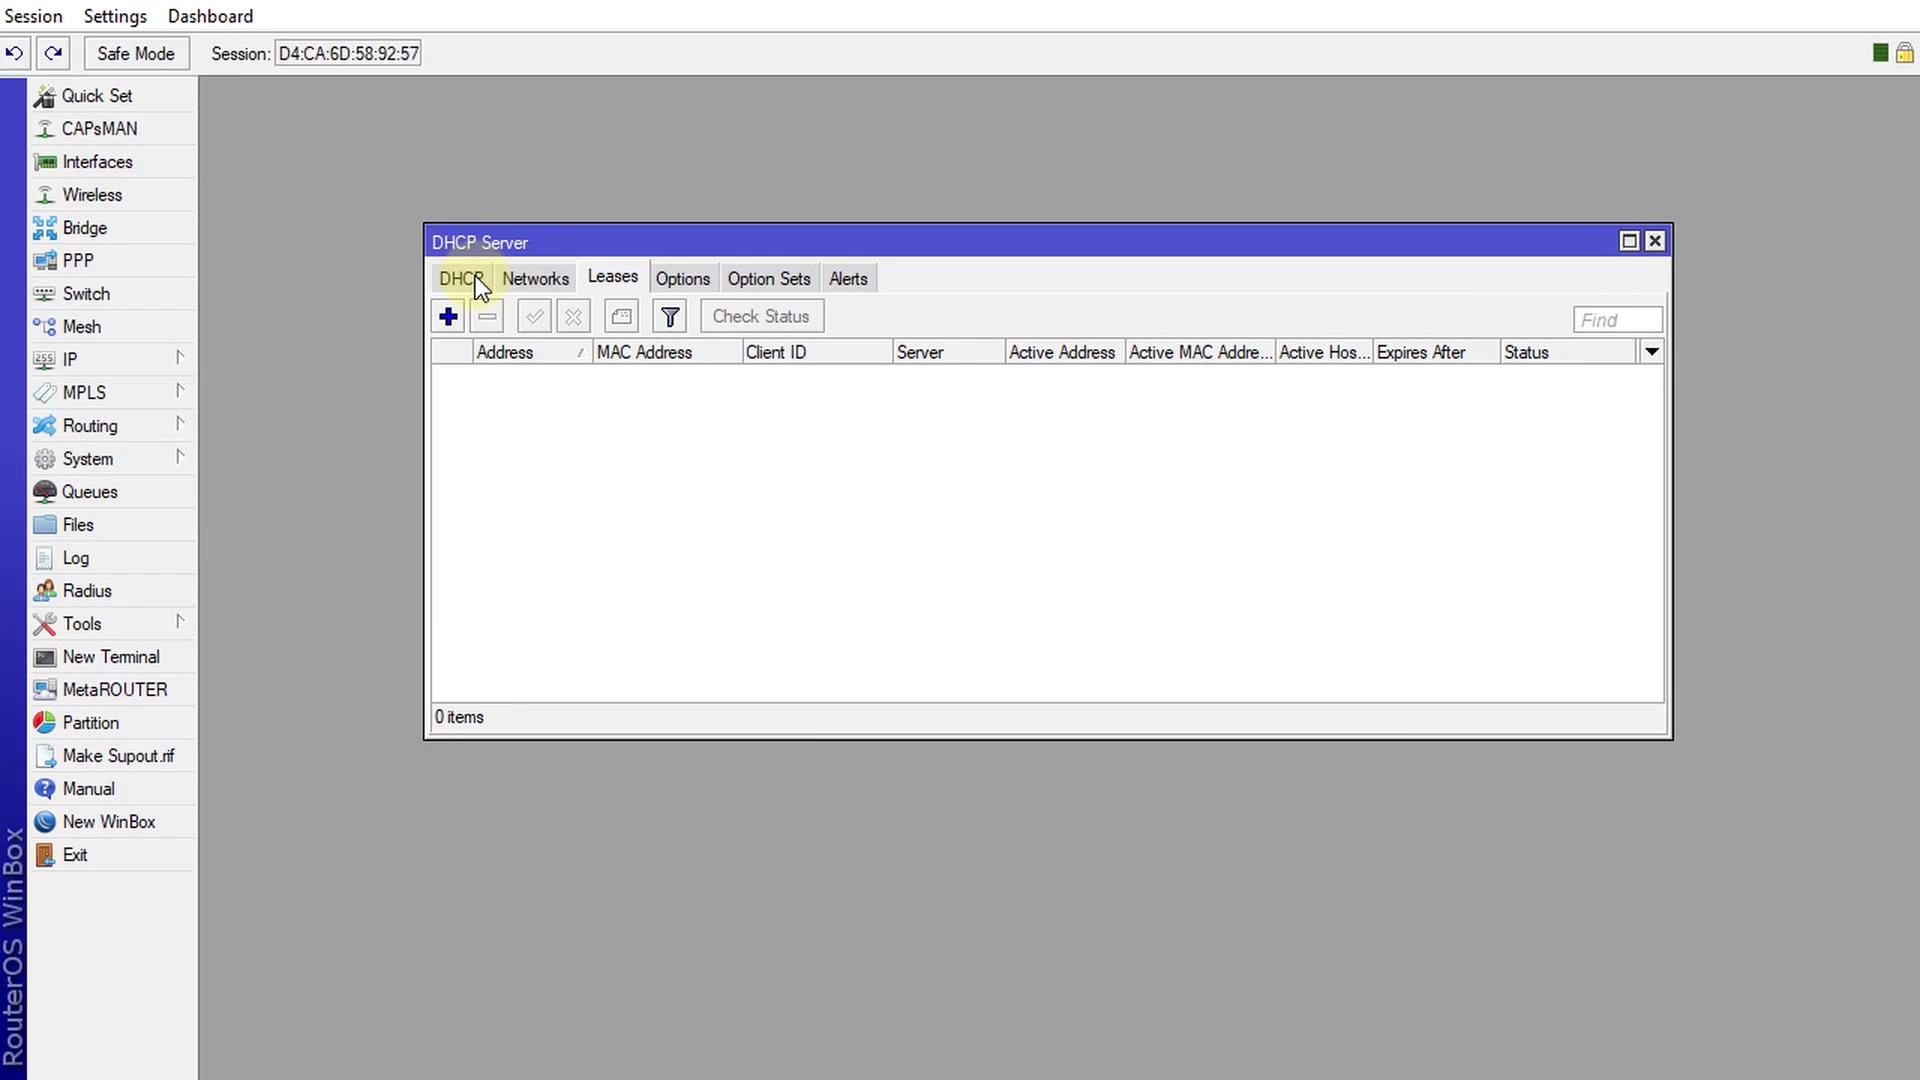 Session Settings Dashboard
Safe Mode Session: D4:CA:6D:58:92:57
Quick Set
CAPsMAN
Interfaces
Wireless
Bridge
PPP
Switch
Mesh
255 IP
MPLS
Routing
System
Queues
Files
Log
Radius
Tools
New Terminal
MetaROUTER
Partition
Make Supout.rif
Manual
New WinBox
Exit
RouterOS WinBox
DHCP Server
DHCP Networks Leases Options Option Sets Alerts
Check Status Find
Address / MAC Address Client ID Server Active Address Active MAC Addre... Active Hos... Expires After Status
0 items